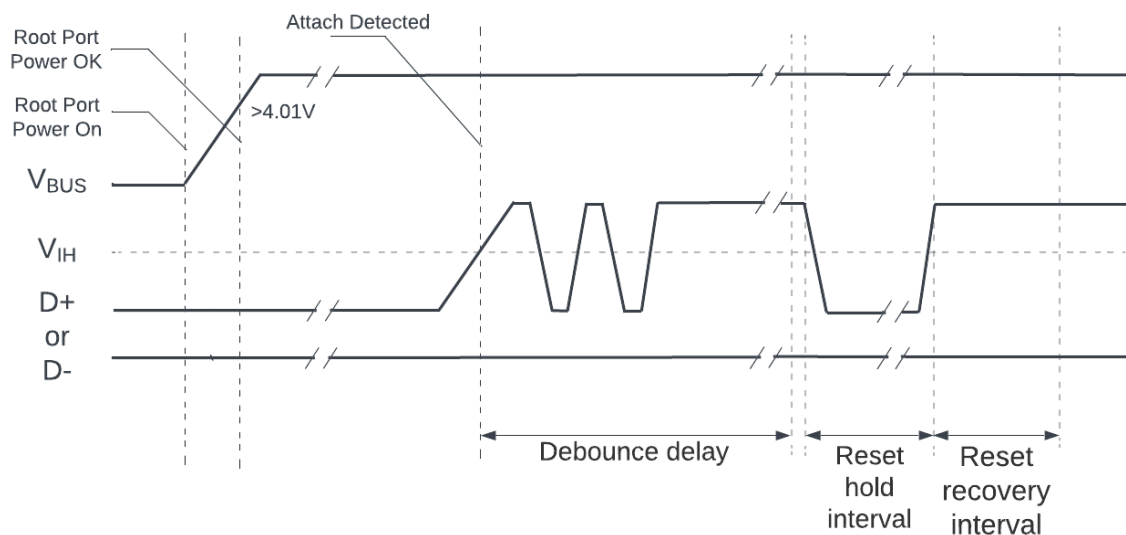 Attach Detected
Root Port
Power OK
>4.01V
Root Port
Power On
VBUS
VIH
D+
or
D-
Debounce delay
Reset
hold
interval
Reset
recovery
interval